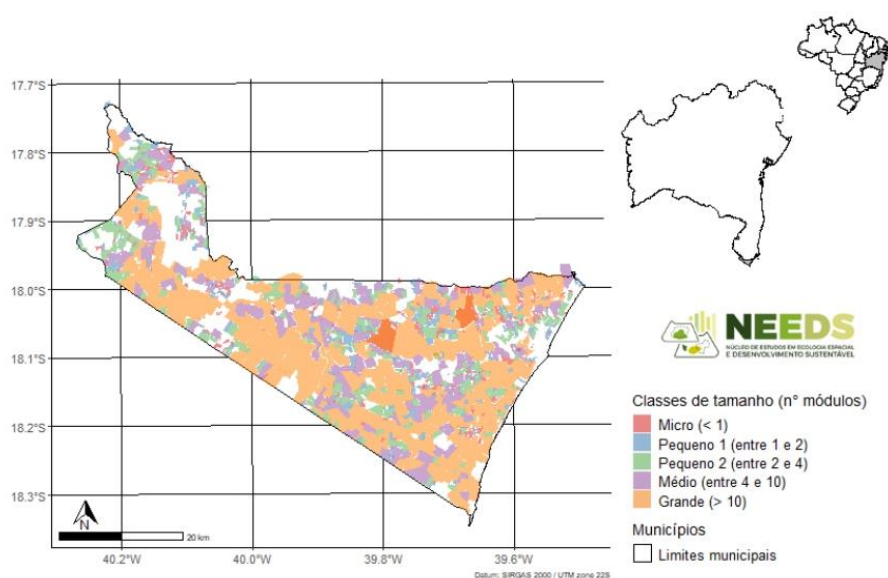 17.7°S
17.8°S
17.9°S
18.0°S
18.1°S
18.2°S
18.3°S
N
20 km
40.2°W
40.0°W
39.8°W
39.6°W
Datum: SIRGAS 2000 / UTM zone 22S
NEEDS
NÚCLEO DE ESTUDOS EM ECOLOGIA ESPACIAL
E DESENVOLVIMENTO SUSTENTÁVEL
Classes de tamanho (n° módulos)
Micro (< 1)
Pequeno 1 (entre 1 e 2)
Pequeno 2 (entre 2 e 4)
Médio (entre 4 e 10)
Grande (> 10)
Municípios
Limites municipais